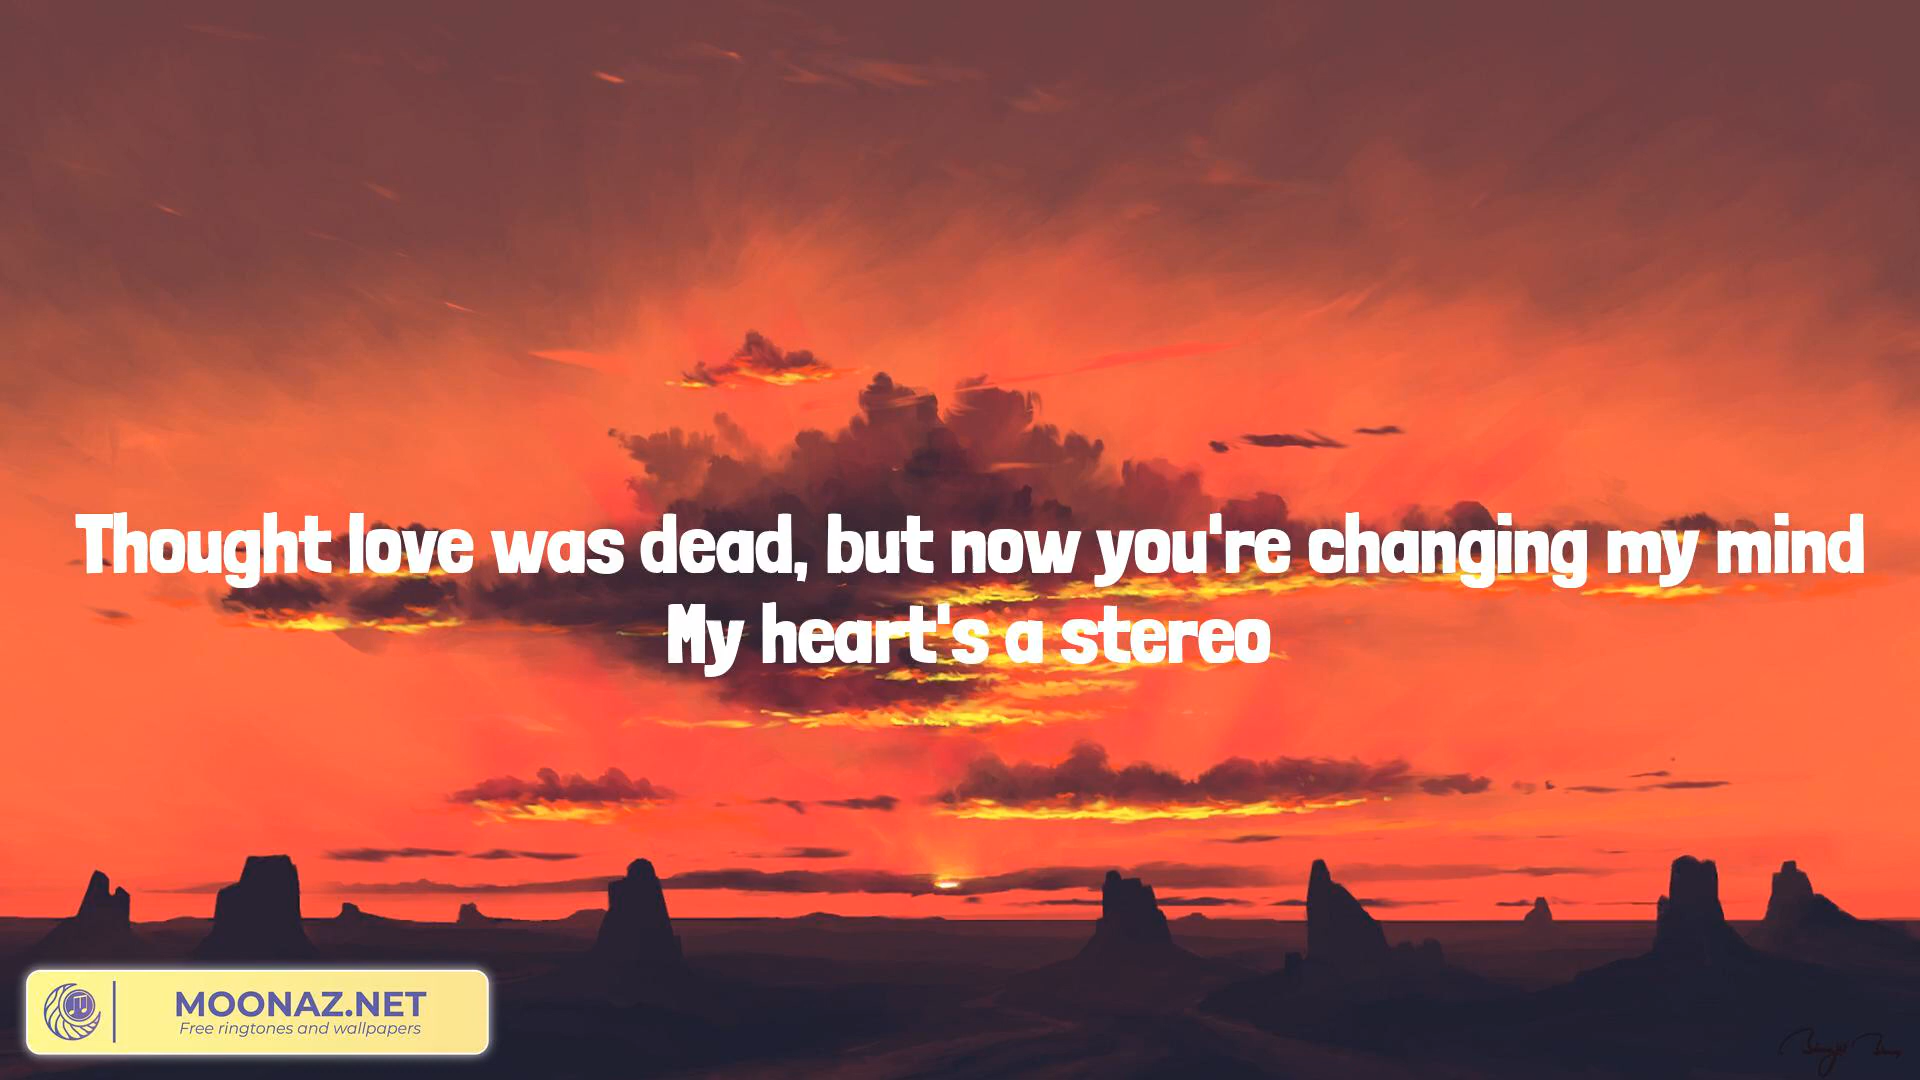 Thought love was dead, but now you're changing my mind
My heart's a stereo
MOONAZ.NET
Free ringtones and wallpapers